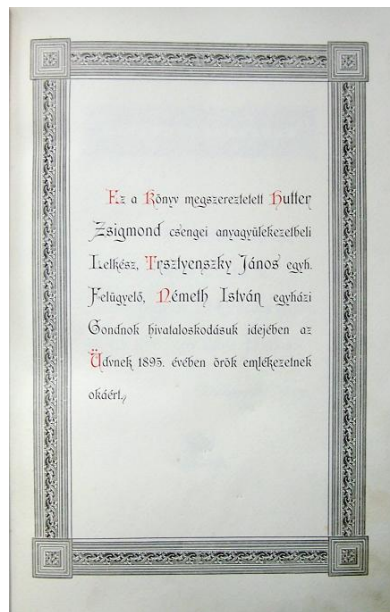 Ez a Könyv megszereztetett Hutter
Zsigmond csengei anyagyülekezetbeli
Lelkész, Trsztyenszky János egyh.
Felügyelő, Németh István egyházi
Gondnok hivataloskodásuk idejében az
Üdvnek 1895. évében örök emlékezetnek
okáért,